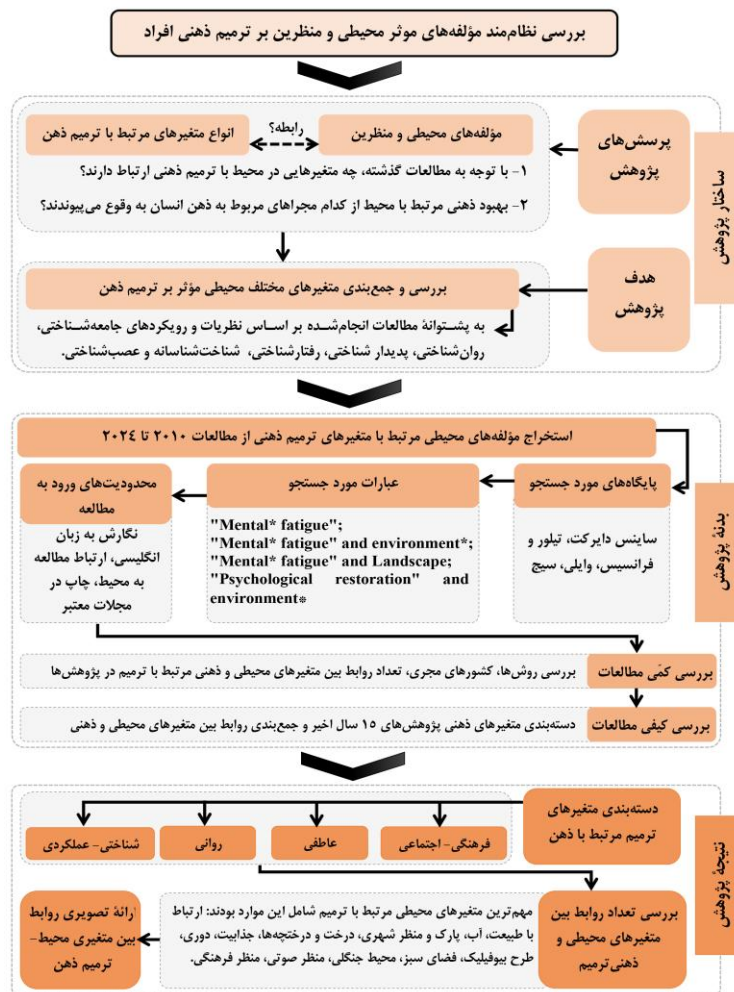 بررسی نظام‌مند مؤلفه‌های موثر محیطی و منظرین بر ترمیم ذهنی افراد
ساختار پژوهش
پرسش‌های
پژوهش
مؤلفه‌های محیطی و منظرین
رابطه؟
انواع متغیرهای مرتبط با ترمیم ذهن
۱- با توجه به مطالعات گذشته، چه متغیرهایی در محیط با ترمیم ذهنی ارتباط دارند؟
۲- بهبود ذهنی مرتبط با محیط از کدام مجراهای مربوط به ذهن انسان به وقوع می‌پیوندند؟
هدف
پژوهش
بررسی و جمع‌بندی متغیرهای مختلف محیطی مؤثر بر ترمیم ذهن
به پشتوانهٔ مطالعات انجام‌شده بر اساس نظریات و رویکردهای جامعه‌شناختی،
روان‌شناختی، پدیدار شناختی، رفتارشناختی، شناخت‌شناسانه و عصب‌شناختی.
بدنهٔ پژوهش
استخراج مؤلفه‌های محیطی مرتبط با متغیرهای ترمیم ذهنی از مطالعات ۲۰۱۰ تا ۲۰۲٤
پایگاه‌های مورد جستجو
ساینس دایرکت، تیلور و
فرانسیس، وایلی، سیج
عبارات مورد جستجو
"Mental* fatigue";
"Mental* fatigue" and environment*;
"Mental* fatigue" and Landscape;
"Psychological restoration" and
environment*
محدودیت‌های ورود به
مطالعه
نگارش به زبان
انگلیسی، ارتباط مطالعه
به محیط، چاپ در
مجلات معتبر
بررسی کمّی مطالعات
بررسی روش‌ها، کشورهای مجری، تعداد روابط بین متغیرهای محیطی و ذهنی مرتبط با ترمیم در پژوهش‌ها
بررسی کیفی مطالعات
دسته‌بندی متغیرهای ذهنی پژوهش‌های ۱۵ سال اخیر و جمع‌بندی روابط بین متغیرهای محیطی و ذهنی
نتیجهٔ پژوهش
دسته‌بندی متغیرهای
ترمیم مرتبط با ذهن
فرهنگی- اجتماعی
عاطفی
روانی
شناختی- عملکردی
بررسی تعداد روابط بین
متغیرهای محیطی و
ذهنی‌ترمیم
مهم‌ترین متغیرهای محیطی مرتبط با ترمیم شامل این موارد بودند: ارتباط
با طبیعت، آب، پارک و منظر شهری، درخت و درختچه‌ها، جذابیت، دوری،
طرح بیوفیلیک، فضای سبز، محیط جنگلی، منظر صوتی، منظر فرهنگی.
ارائهٔ تصویری روابط
بین متغیری محیط-
ترمیم ذهن